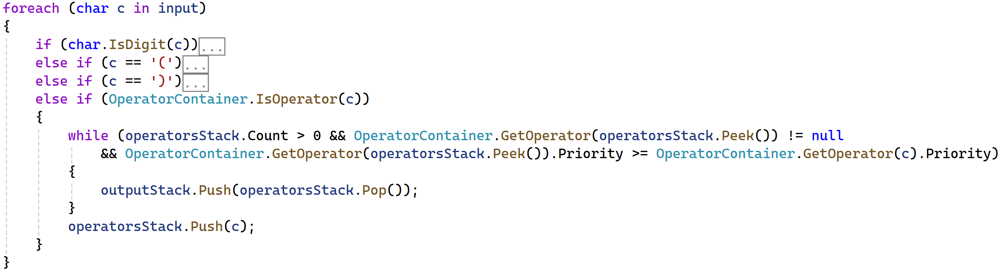 foreach (char c in input)
{
    if (char.IsDigit(c))...
    else if (c == '(')...
    else if (c == ')')...
    else if (OperatorContainer.IsOperator(c))
    {
        while (operatorsStack.Count > 0 && OperatorContainer.GetOperator(operatorsStack.Peek()) != null
            && OperatorContainer.GetOperator(operatorsStack.Peek()).Priority >= OperatorContainer.GetOperator(c).Priority)
        {
            outputStack.Push(operatorsStack.Pop());
        }
        operatorsStack.Push(c);
    }
}